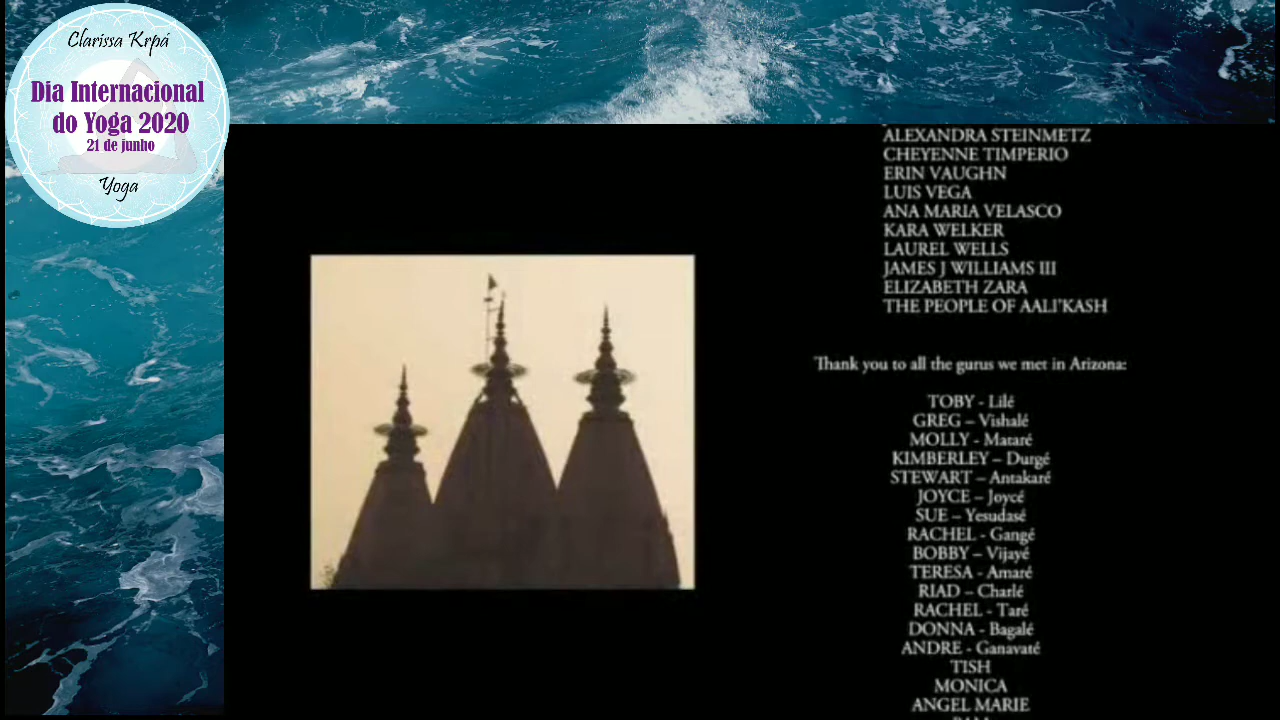 Clarissa Krpá
Dia Internacional
do Yoga 2020
21 de junho
Yoga
ALEXANDRA STEINMETZ
CHEYENNE TIMPERIO
ERIN VAUGHN
LUIS VEGA
ANA MARIA VELASCO
KARA WELKER
LAUREL WELLS
JAMES J WILLIAMS III
ELIZABETH ZARA
THE PEOPLE OF AALI'KASH
Thank you to all the gurus we met in Arizona:
TOBY - Lilé
GREG – Vishalé
MOLLY - Mataré
KIMBERLEY – Durgé
STEWART – Antakaré
JOYCE – Joycé
SUE – Yesudasé
RACHEL - Gangé
BOBBY – Vijayé
TERESA - Amaré
RIAD – Charlé
RACHEL - Taré
DONNA - Bagalé
ANDRE - Ganavaté
TISH
MONICA
ANGEL MARIE